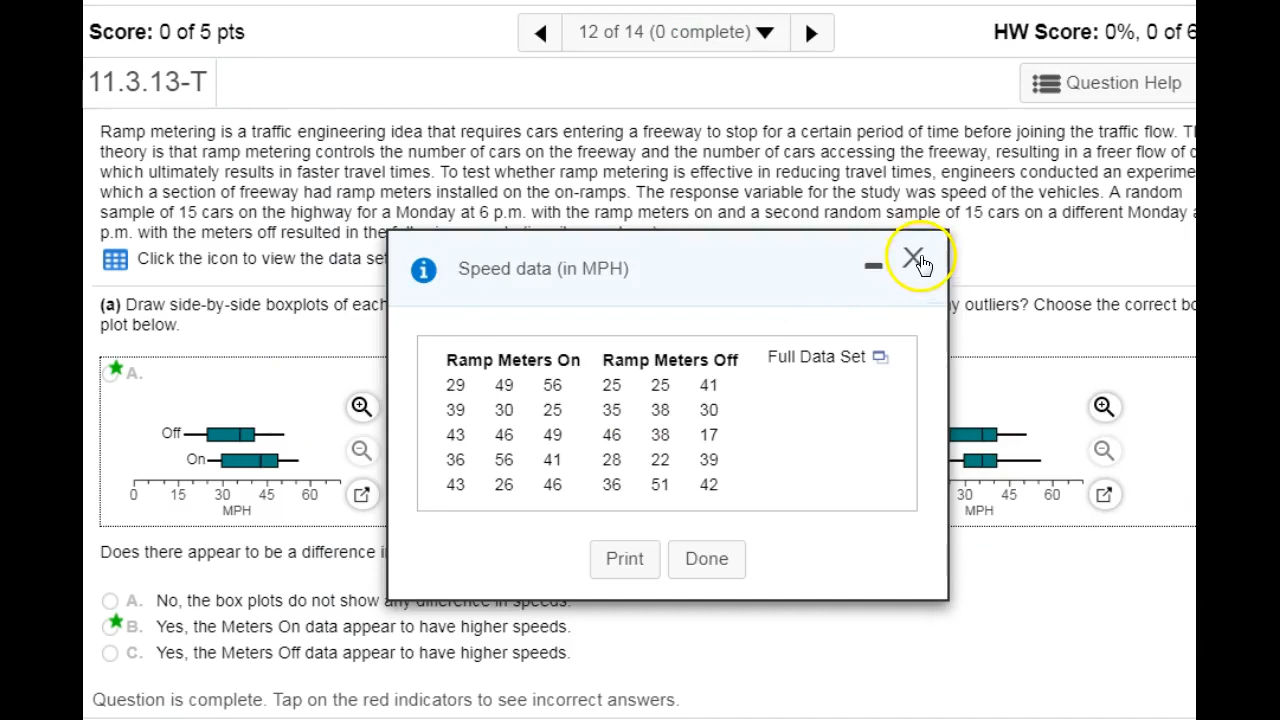 Score: 0 of 5 pts
12 of 14 (0 complete)
HW Score: 0%, 0 of 6
11.3.13-T
Question Help
Ramp metering is a traffic engineering idea that requires cars entering a freeway to stop for a certain period of time before joining the traffic flow.
theory is that ramp metering controls the number of cars on the freeway and the number of cars accessing the freeway, resulting in a freer flow of
which ultimately results in faster travel times. To test whether ramp metering is effective in reducing travel times, engineers conducted an
which a section of freeway had ramp meters installed on the on-ramps. The response variable for the study was speed of the vehicles. A random
sample of 15 cars on the highway for a Monday at 6 p.m. with the ramp meters on and a second random sample of 15 cars on a different Monday
p.m. with the meters off resulted in the
Click the icon to view the data set
Speed data (in MPH)
(a) Draw side-by-side boxplots of each
outliers? Choose the correct
plot below.
Ramp Meters On Ramp Meters Off Full Data Set
29 49 56 25 25 41
39 30 25 35 38 30
43 46 49 46 38 17
36 56 41 28 22 39
43 26 46 36 51 42
Print Done
A.
Off
On
0 15 30 45 60
MPH
30 45 60
MPH
Does there appear to be a difference
A. No, the box plots do not show any difference in speeds.
B. Yes, the Meters On data appear to have higher speeds.
C. Yes, the Meters Off data appear to have higher speeds.
Question is complete. Tap on the red indicators to see incorrect answers.